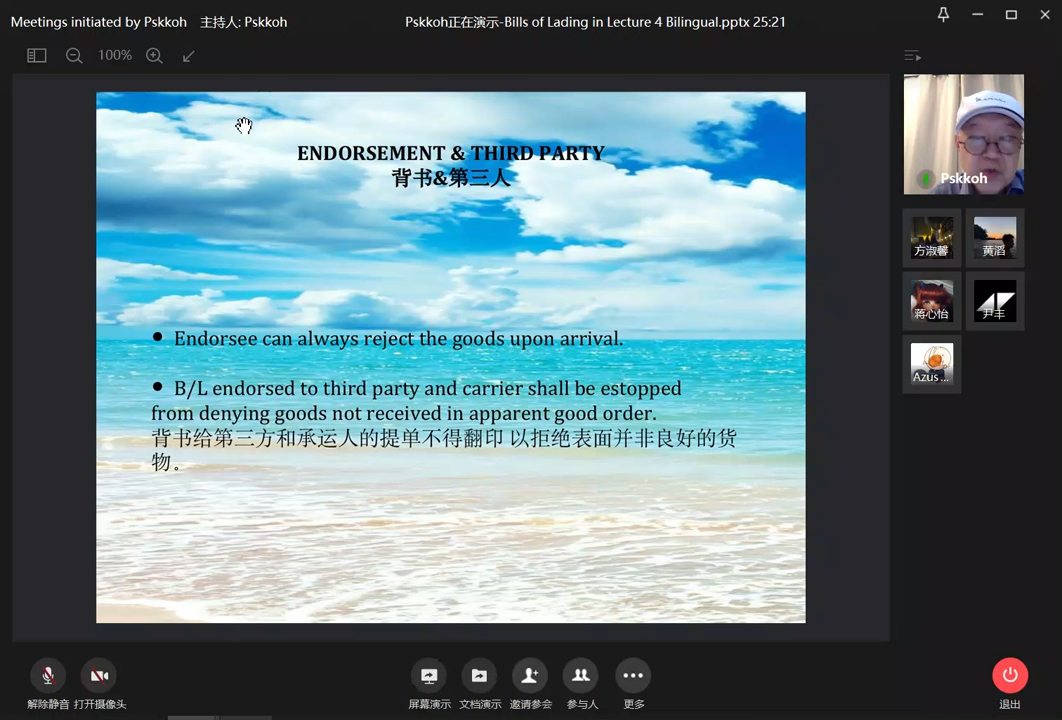 Meetings initiated by Pskkoh 主持人: Pskkoh
Pskkoh正在演示-Bills of Lading in Lecture 4 Bilingual.pptx 25:21
100%
ENDORSEMENT & THIRD PARTY
背书&第三人
Endorsee can always reject the goods upon arrival.
B/L endorsed to third party and carrier shall be estopped
from denying goods not received in apparent good order.
背书给第三方和承运人的提单不得翻印 以拒绝表面并非良好的货
物。
Pskkoh
方淑馨
黄滔
蒋心怡
尹丰
Azus ...
解除静音
打开摄像头
屏幕演示
文档演示
邀请参会
参与人
更多
退出